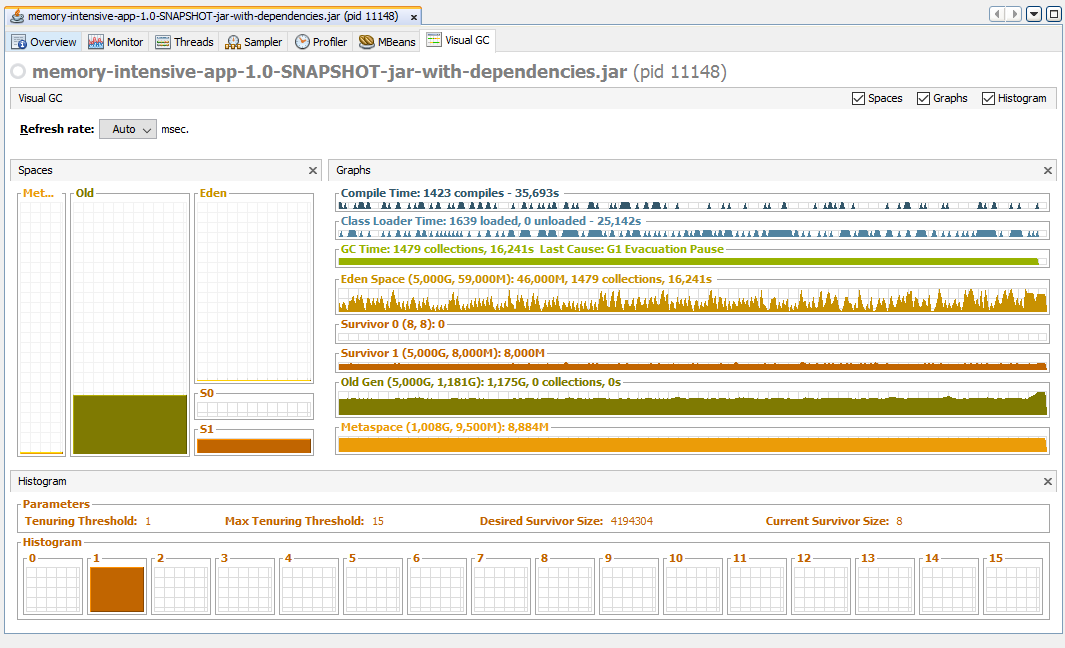 memory-intensive-app-1.0-SNAPSHOT-jar-with-dependencies.jar (pid 11148)
Overview Monitor Threads Sampler Profiler MBeans Visual GC
memory-intensive-app-1.0-SNAPSHOT-jar-with-dependencies.jar (pid 11148)
Visual GC Spaces Graphs Histogram
Refresh rate: Auto msec.
Spaces
Met... Old Eden
S0
S1
Graphs
Compile Time: 1423 compiles - 35,693s
Class Loader Time: 1639 loaded, 0 unloaded - 25,142s
GC Time: 1479 collections, 16,241s Last Cause: G1 Evacuation Pause
Eden Space (5,000G, 59,000M): 46,000M, 1479 collections, 16,241s
Survivor 0 (8, 8): 0
Survivor 1 (5,000G, 8,000M): 8,000M
Old Gen (5,000G, 1,181G): 1,175G, 0 collections, 0s
Metaspace (1,008G, 9,500M): 8,884M
Histogram
Parameters
Tenuring Threshold: 1 Max Tenuring Threshold: 15 Desired Survivor Size: 4194304 Current Survivor Size: 8
Histogram
0 1 2 3 4 5 6 7 8 9 10 11 12 13 14 15